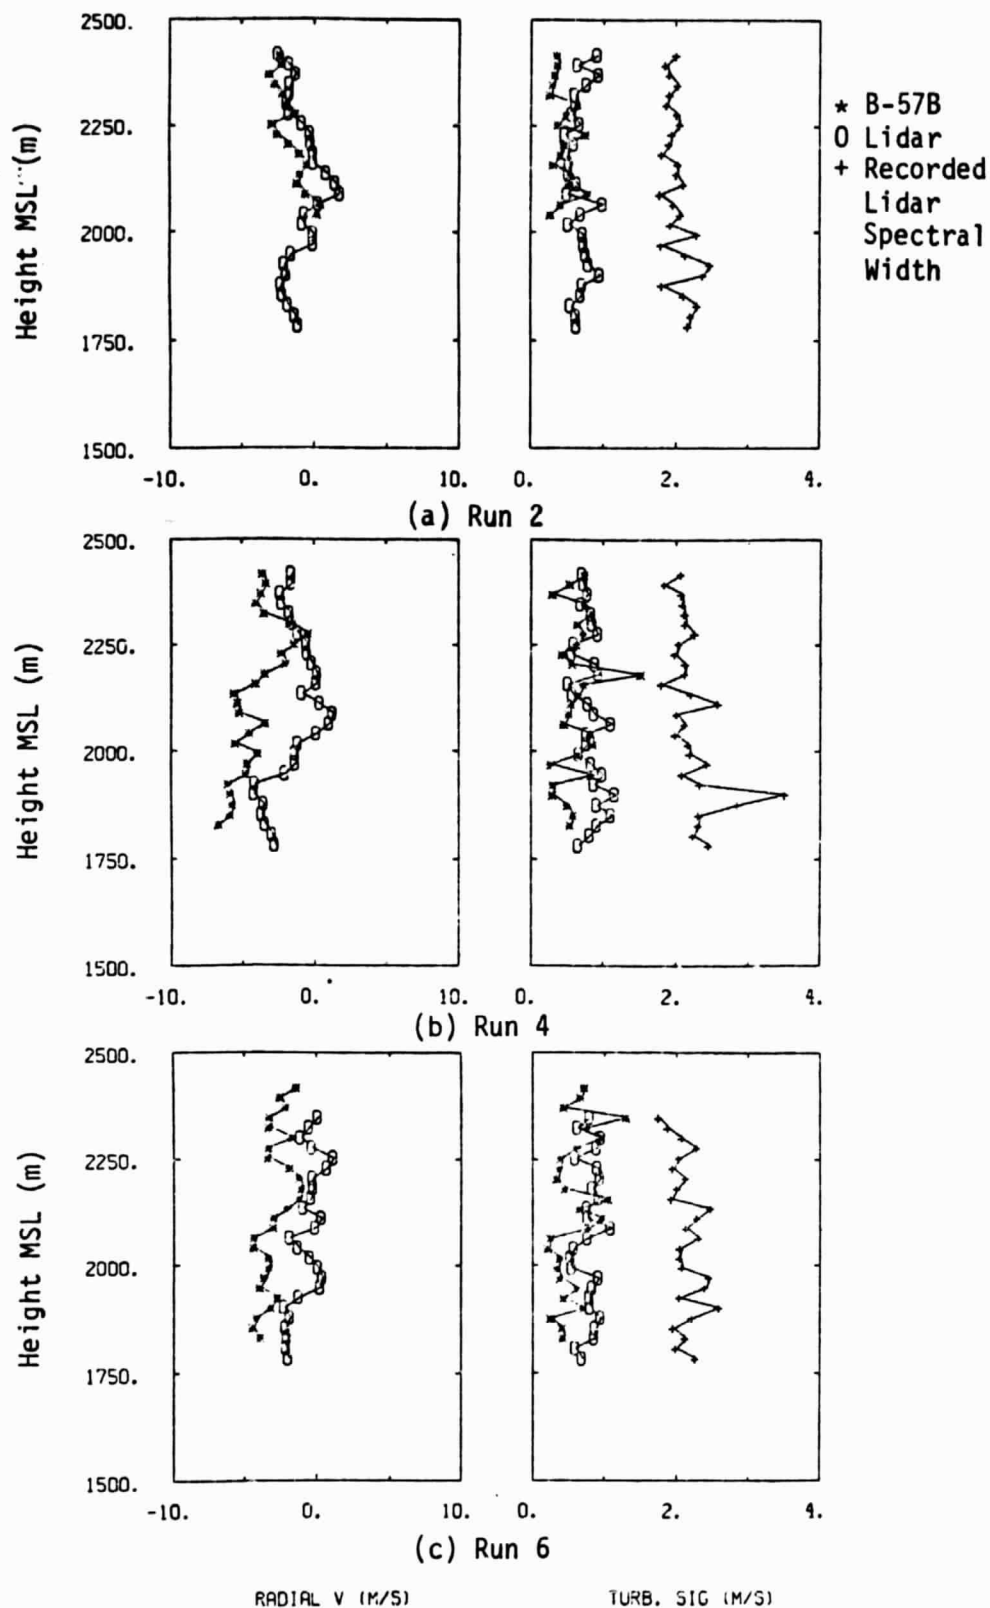 2500.
2250.
2000.
1750.
1500.
Height MSL (m)
-10.
0.
10.
0.
2.
4.
* B-57B
0 Lidar
+ Recorded
Lidar
Spectral
Width
(a) Run 2
2500.
2250.
2000.
1750.
1500.
Height MSL (m)
-10.
0.
10.
0.
2.
4.
(b) Run 4
2500.
2250.
2000.
1750.
1500.
Height MSL (m)
-10.
0.
10.
0.
2.
4.
(c) Run 6
RADIAL V (M/S)
TURB. SIG (M/S)